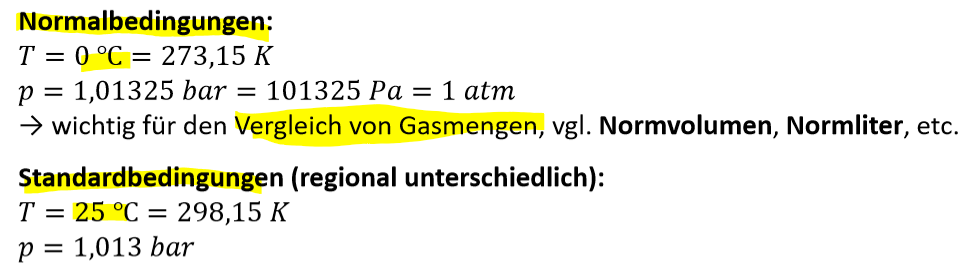 Normalbedingungen:
T = 0 °C = 273,15 K
p = 1,01325 bar = 101325 Pa = 1 atm
→ wichtig für den Vergleich von Gasmengen, vgl. Normvolumen, Normliter, etc.
Standardbedingungen (regional unterschiedlich):
T = 25 °C = 298,15 K
p = 1,013 bar